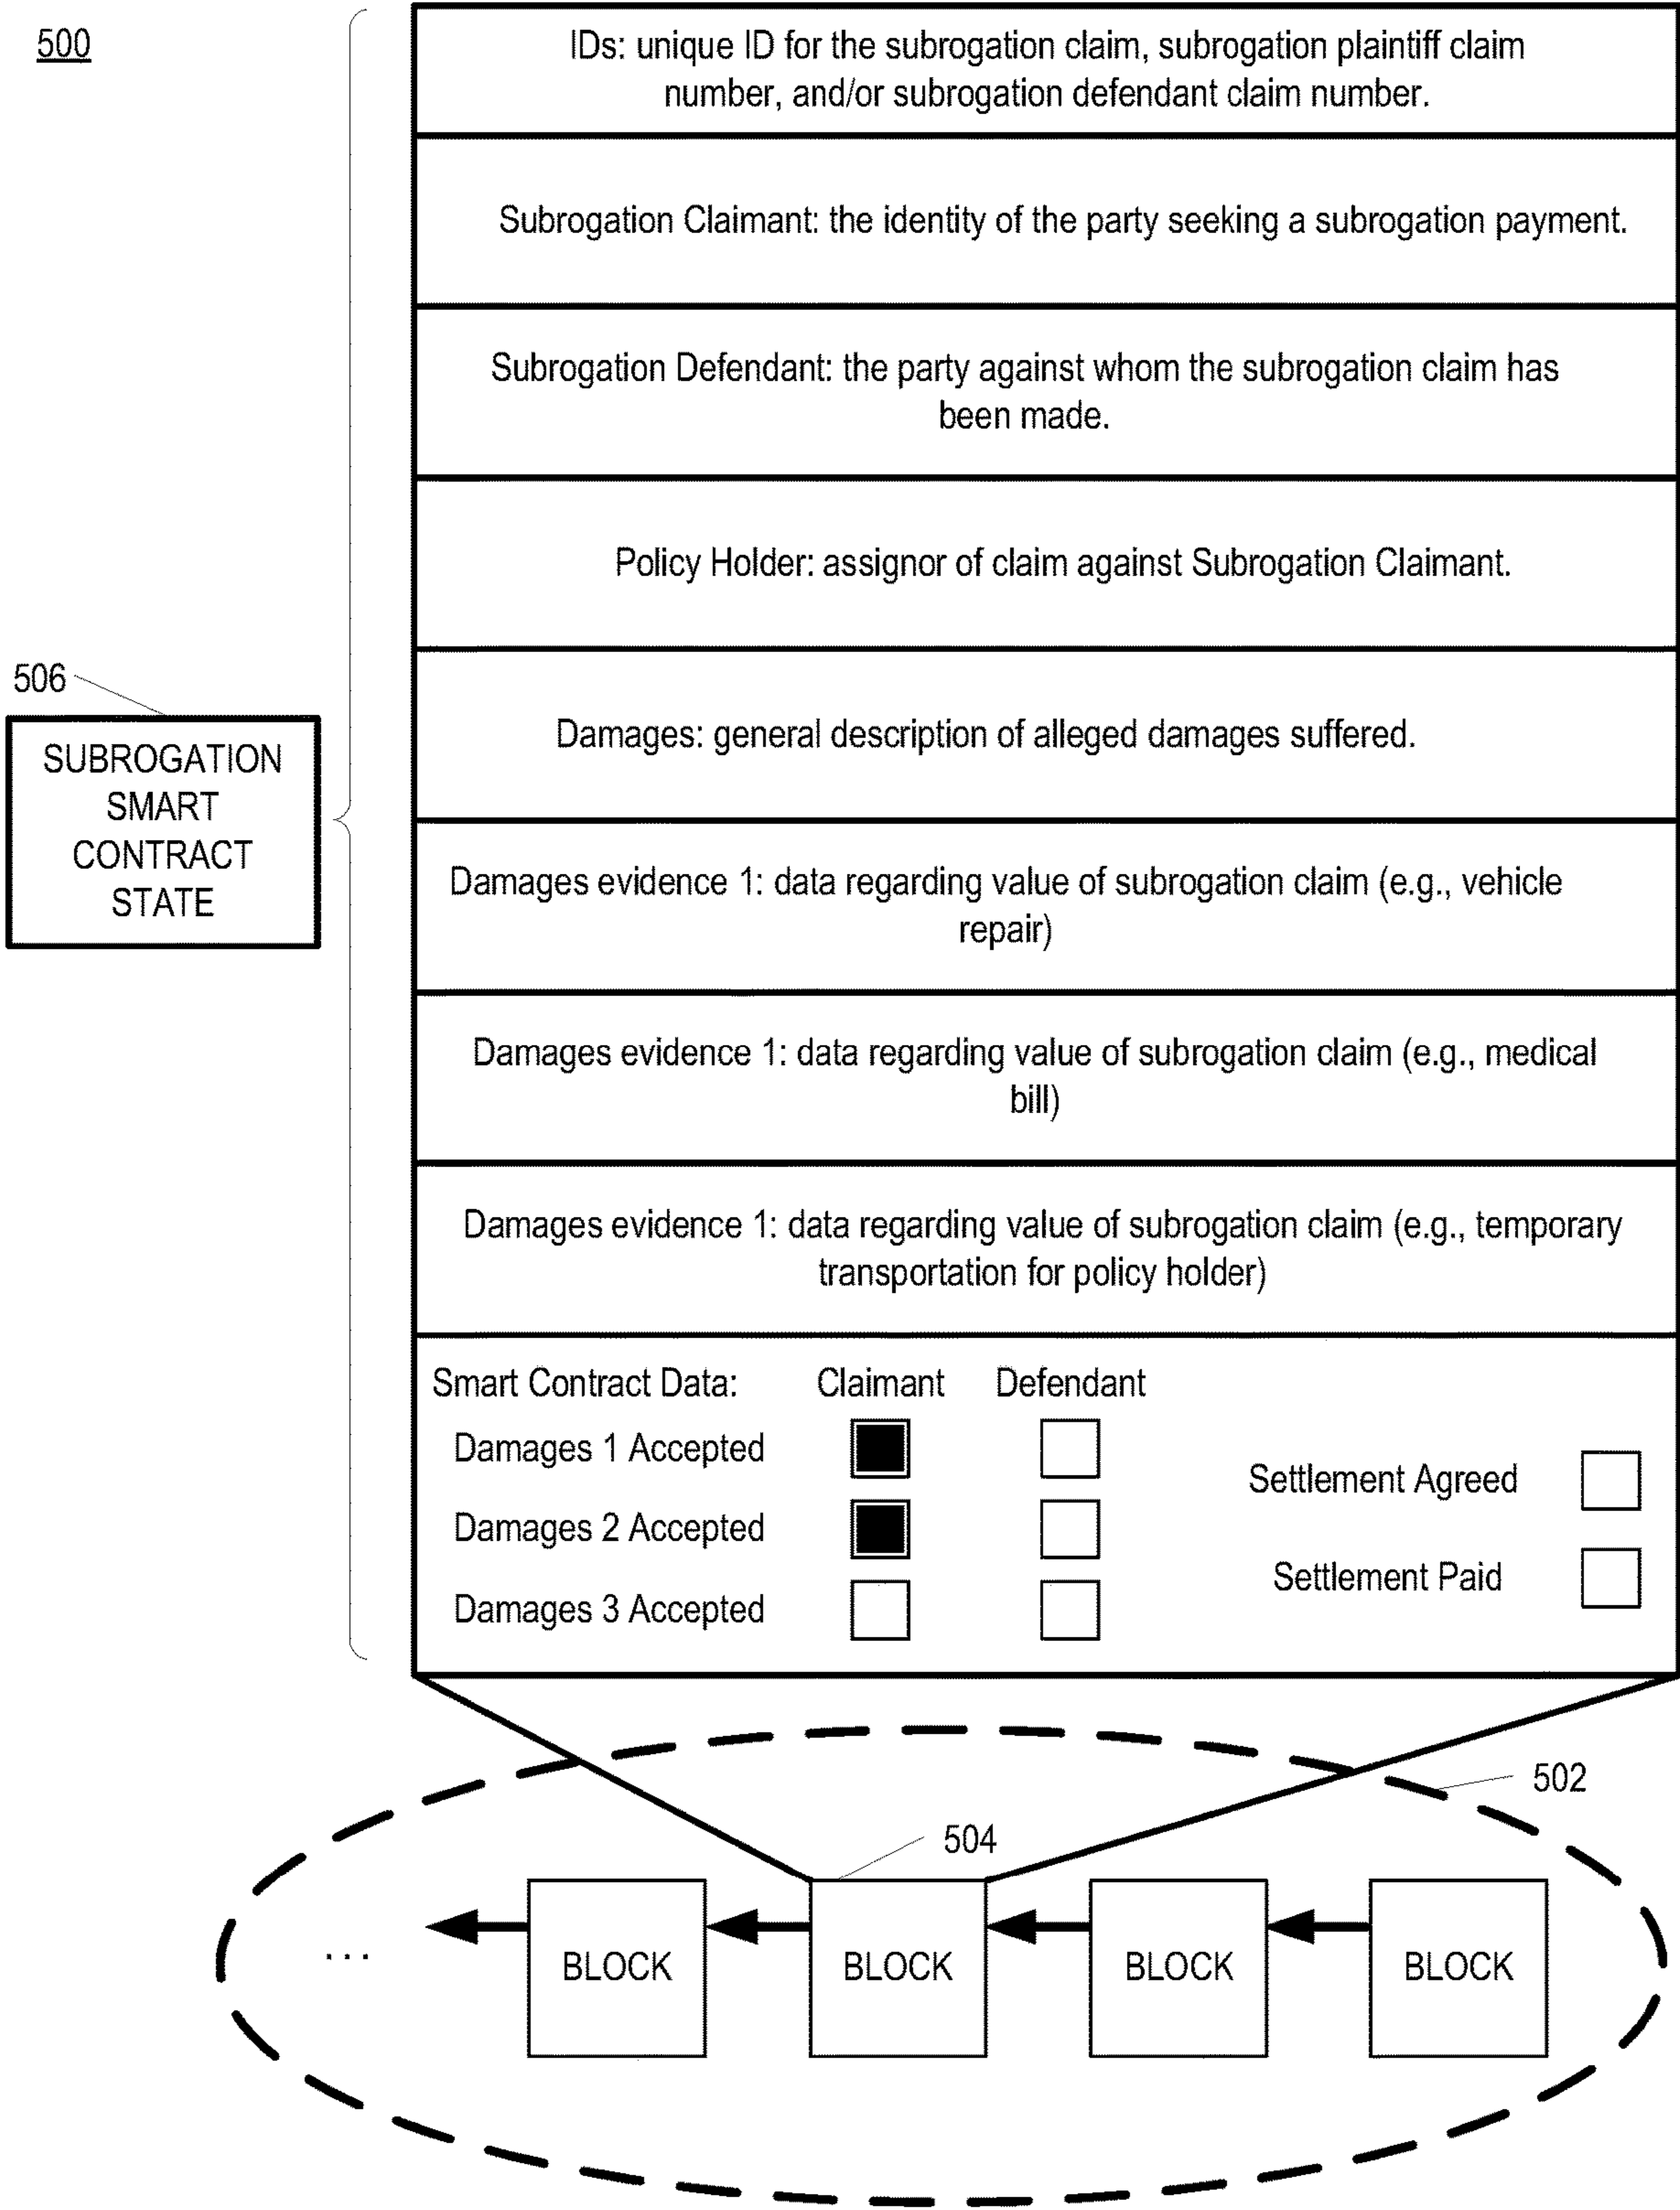 500
IDs: unique ID for the subrogation claim, subrogation plaintiff claim
number, and/or subrogation defendant claim number.
Subrogation Claimant: the identity of the party seeking a subrogation payment.
Subrogation Defendant: the party against whom the subrogation claim has
been made.
Policy Holder: assignor of claim against Subrogation Claimant.
506
SUBROGATION
SMART
CONTRACT
STATE
Damages: general description of alleged damages suffered.
Damages evidence 1: data regarding value of subrogation claim (e.g., vehicle
repair)
Damages evidence 1: data regarding value of subrogation claim (e.g., medical
bill)
Damages evidence 1: data regarding value of subrogation claim (e.g., temporary
transportation for policy holder)
Smart Contract Data: Claimant Defendant
Damages 1 Accepted
Damages 2 Accepted
Damages 3 Accepted
Settlement Agreed
Settlement Paid
502
504
... BLOCK BLOCK BLOCK BLOCK